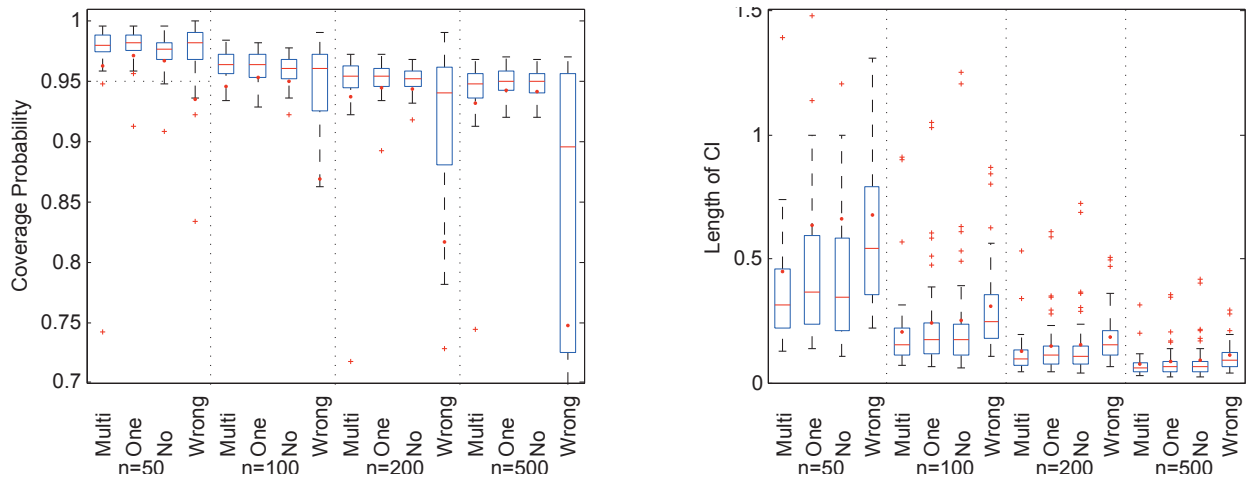 1
0.95
0.9
0.85
0.8
0.75
0.7
Coverage Probability
Multi
One
No
Wrong
Multi
One
No
Wrong
Multi
One
No
Wrong
Multi
One
No
Wrong
n=50
n=100
n=200
n=500
1.5
1
0.5
0
Length of CI
Multi
One
No
Wrong
Multi
One
No
Wrong
Multi
One
No
Wrong
Multi
One
No
Wrong
n=50
n=100
n=200
n=500